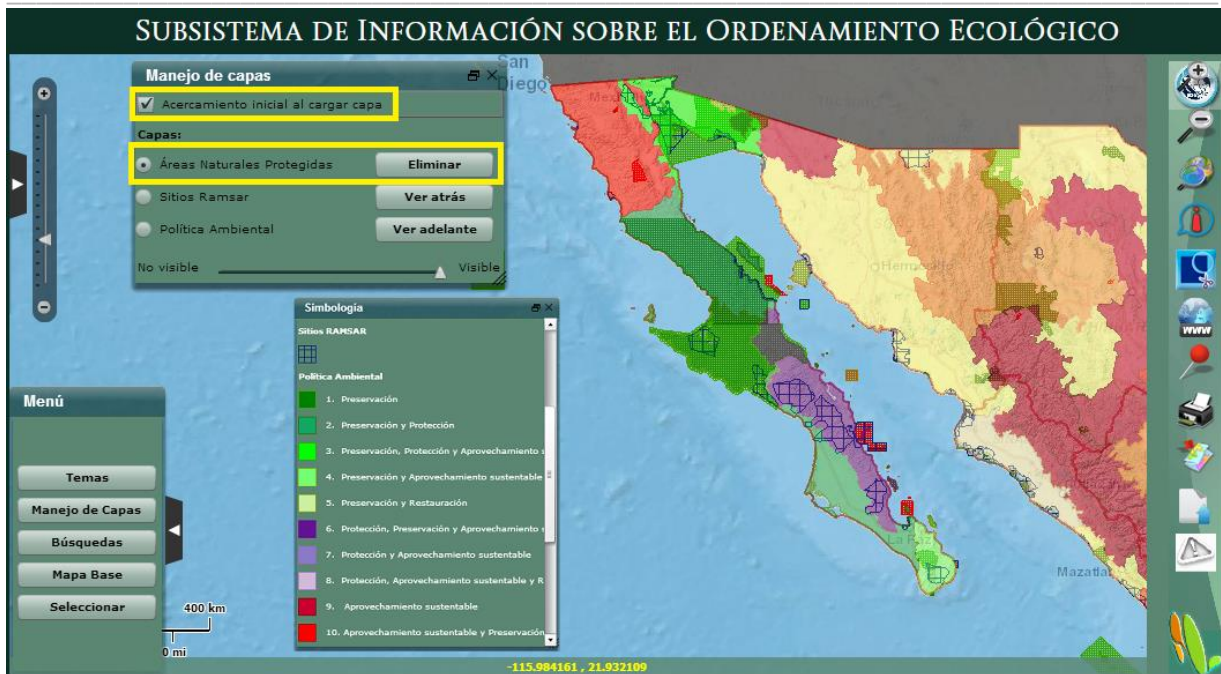 SUBSISTEMA DE INFORMACIÓN SOBRE EL ORDENAMIENTO ECOLÓGICO
San
Diego
Manejo de capas
Acercamiento inicial al cargar capa
Capas:
Áreas Naturales Protegidas
Eliminar
Sitios Ramsar
Ver atrás
Política Ambiental
Ver adelante
No visible
Visible
Simbología
Sitios RAMSAR
Política Ambiental
1. Preservación
2. Preservación y Protección
3. Preservación, Protección y Aprovechamiento s
4. Preservación y Aprovechamiento sustentable
5. Preservación y Restauración
6. Protección, Preservación y Aprovechamiento s
7. Protección y Aprovechamiento sustentable
8. Protección, Aprovechamiento sustentable y R
9. Aprovechamiento sustentable
10. Aprovechamiento sustentable y Preservación
Menú
Temas
Manejo de Capas
Búsquedas
Mapa Base
Seleccionar
400 km
0 mi
Hermosillo
La Paz
Mazatlán
www
-115.984161 , 21.932109